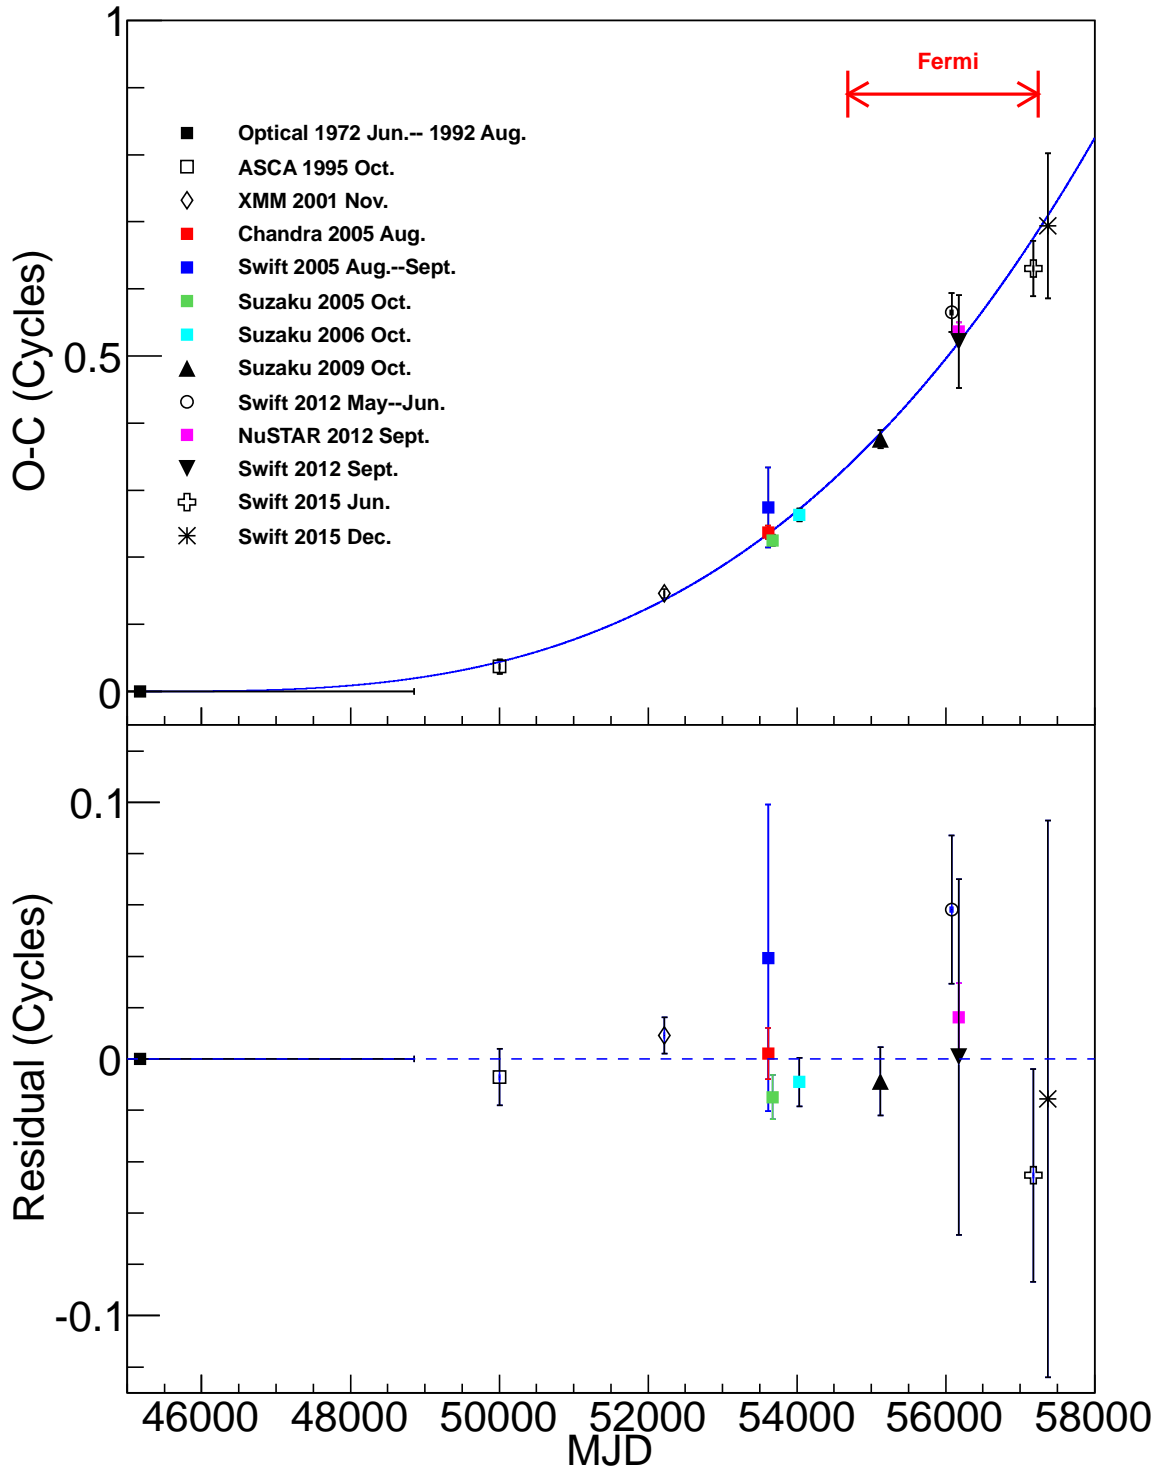 1
Fermi
Optical 1972 Jun.-- 1992 Aug.
ASCA 1995 Oct.
XMM 2001 Nov.
Chandra 2005 Aug.
Swift 2005 Aug.--Sept.
Suzaku 2005 Oct.
Suzaku 2006 Oct.
Suzaku 2009 Oct.
Swift 2012 May--Jun.
NuSTAR 2012 Sept.
Swift 2012 Sept.
Swift 2015 Jun.
Swift 2015 Dec.
O-C (Cycles)
0.5
0
0.1
0
-0.1
Residual (Cycles)
46000 48000 50000 52000 54000 56000 58000
MJD